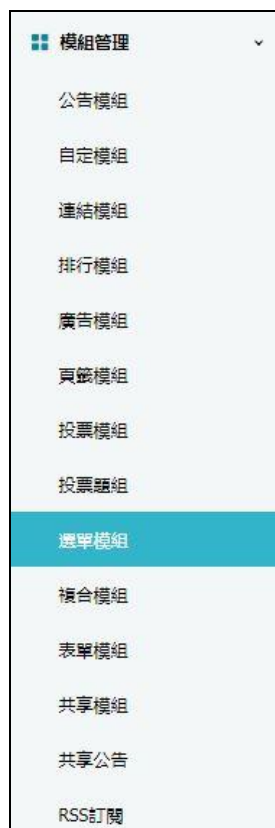 模組管理
公告模組
自定模組
連結模組
排行模組
廣告模組
頁籤模組
投票模組
投票題組
選單模組
複合模組
表單模組
共享模組
共享公告
RSS訂閱